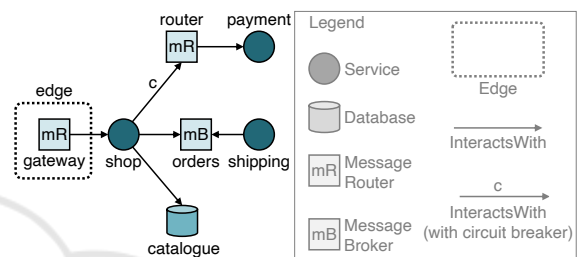 router payment
mR
c
edge
mR mB
gateway shop orders shipping
catalogue
Legend
Service
Database
mR Message
Router
mB Message
Broker
Edge
InteractsWith
c
InteractsWith
(with circuit breaker)